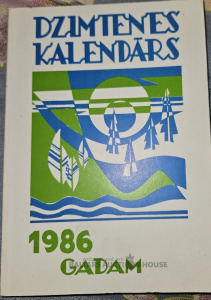 DZIMTENES
KALENDĀRS
1986
GADAM